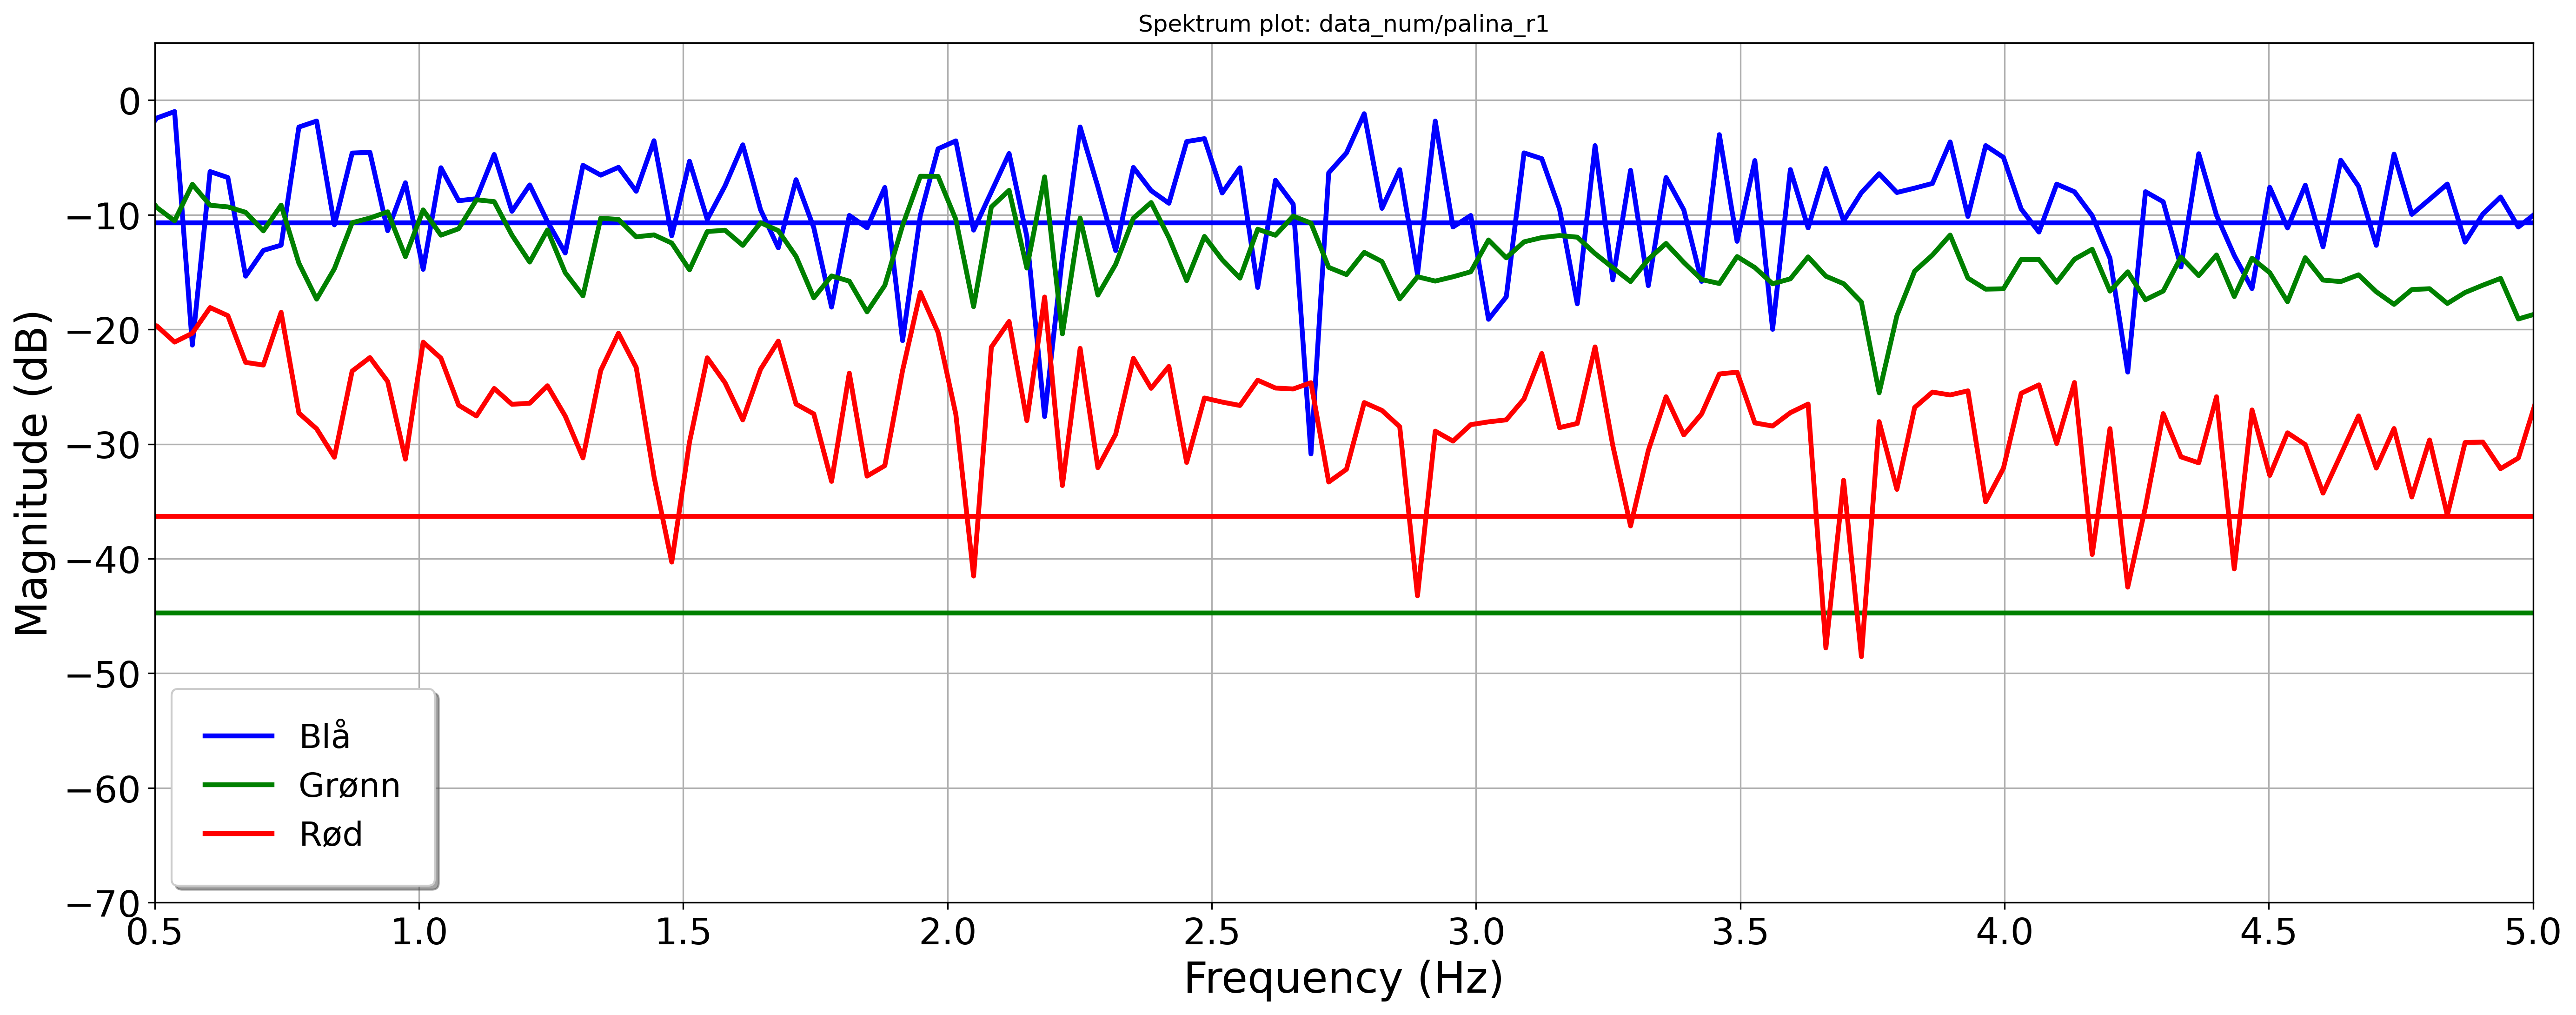 Spektrum plot: data_num/palina_r1
Magnitude (dB)
0
−10
−20
−30
−40
−50
−60
−70
Blå
Grønn
Rød
0.5 1.0 1.5 2.0 2.5 3.0 3.5 4.0 4.5 5.0
Frequency (Hz)